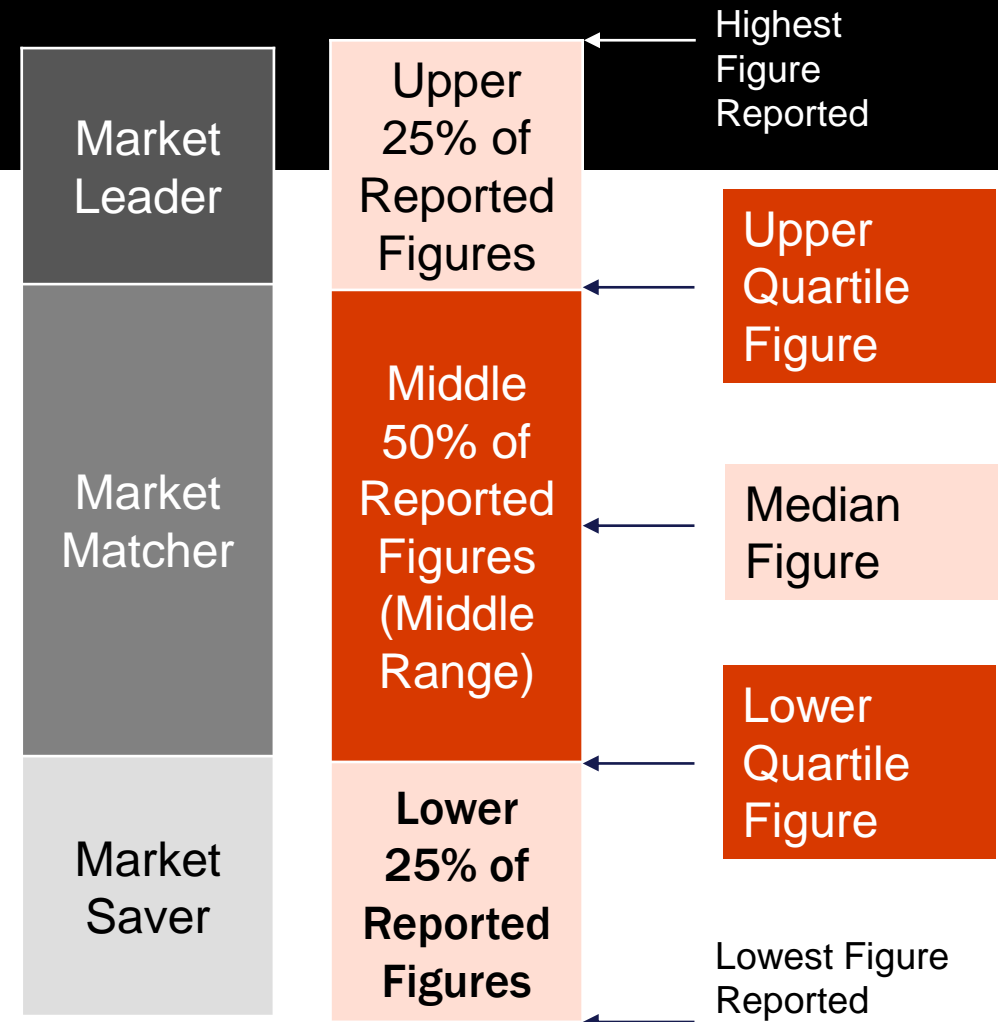 Market
Leader
Market
Matcher
Market
Saver
Upper
25% of
Reported
Figures
Middle
50% of
Reported
Figures
(Middle
Range)
Lower
25% of
Reported
Figures
Highest
Figure
Reported
Upper
Quartile
Figure
Median
Figure
Lower
Quartile
Figure
Lowest Figure
Reported